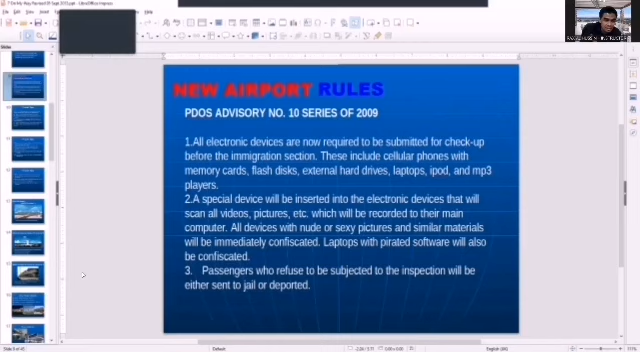 NEW AIRPORT RULES
PDOS ADVISORY NO. 10 SERIES OF 2009
1.All electronic devices are now required to be submitted for check-up
before the immigration section. These include cellular phones with
memory cards, flash disks, external hard drives, laptops, ipod, and mp3
players.
2.A special device will be inserted into the electronic devices that will
scan all videos, pictures, etc. which will be recorded to their main
computer. All devices with nude or sexy pictures and similar materials
will be immediately confiscated. Laptops with pirated software will also
be confiscated.
3. Passengers who refuse to be subjected to the inspection will be
either sent to jail or deported.
Default
English